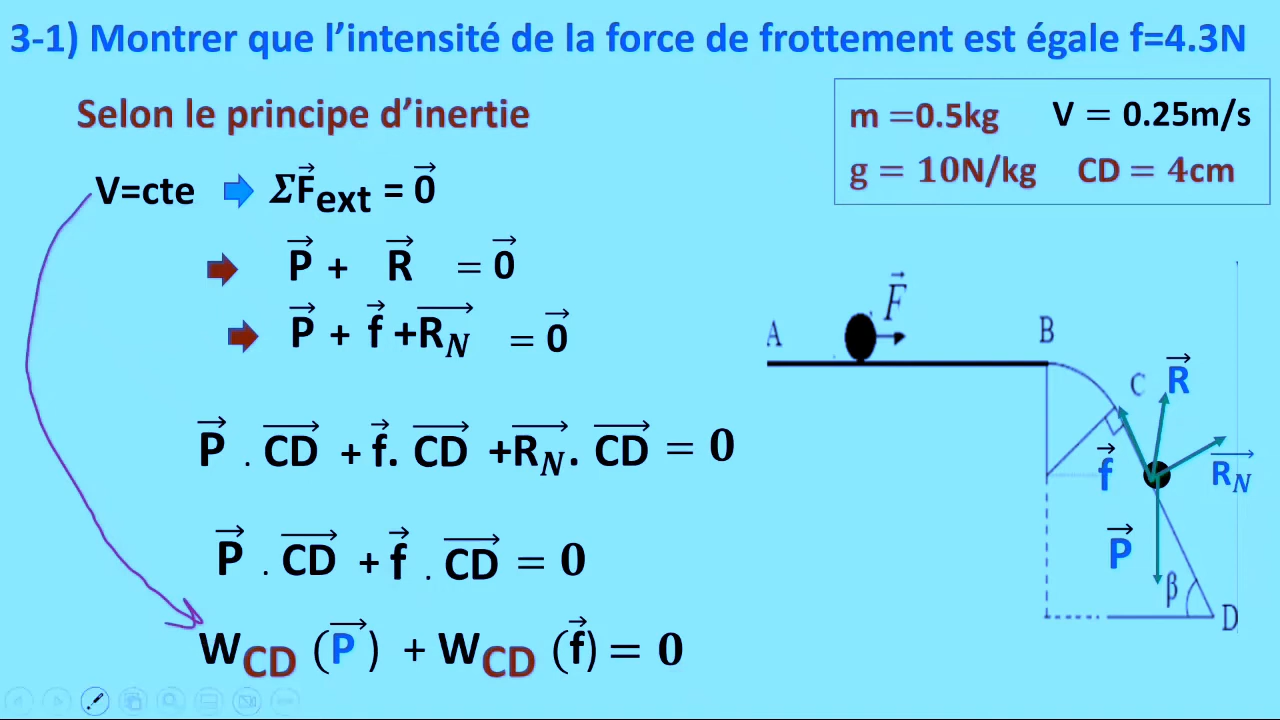 3-1) Montrer que l’intensité de la force de frottement est égale f=4.3N
Selon le principe d’inertie
m =0.5kg V = 0.25m/s
g = 10N/kg CD = 4cm
V=cte ➡ ΣF⃗ext = 0⃗
➡ P⃗ + R⃗ = 0⃗
➡ P⃗ + f⃗ +R⃗N = 0⃗
P⃗ . CD⃗ + f⃗. CD⃗ +R⃗N. CD⃗ = 0
P⃗ . CD⃗ + f⃗ . CD⃗ = 0
WCD (P⃗ ) + WCD (f⃗) = 0
F⃗
A
B
C
R⃗
f⃗
R⃗N
P⃗
β
D